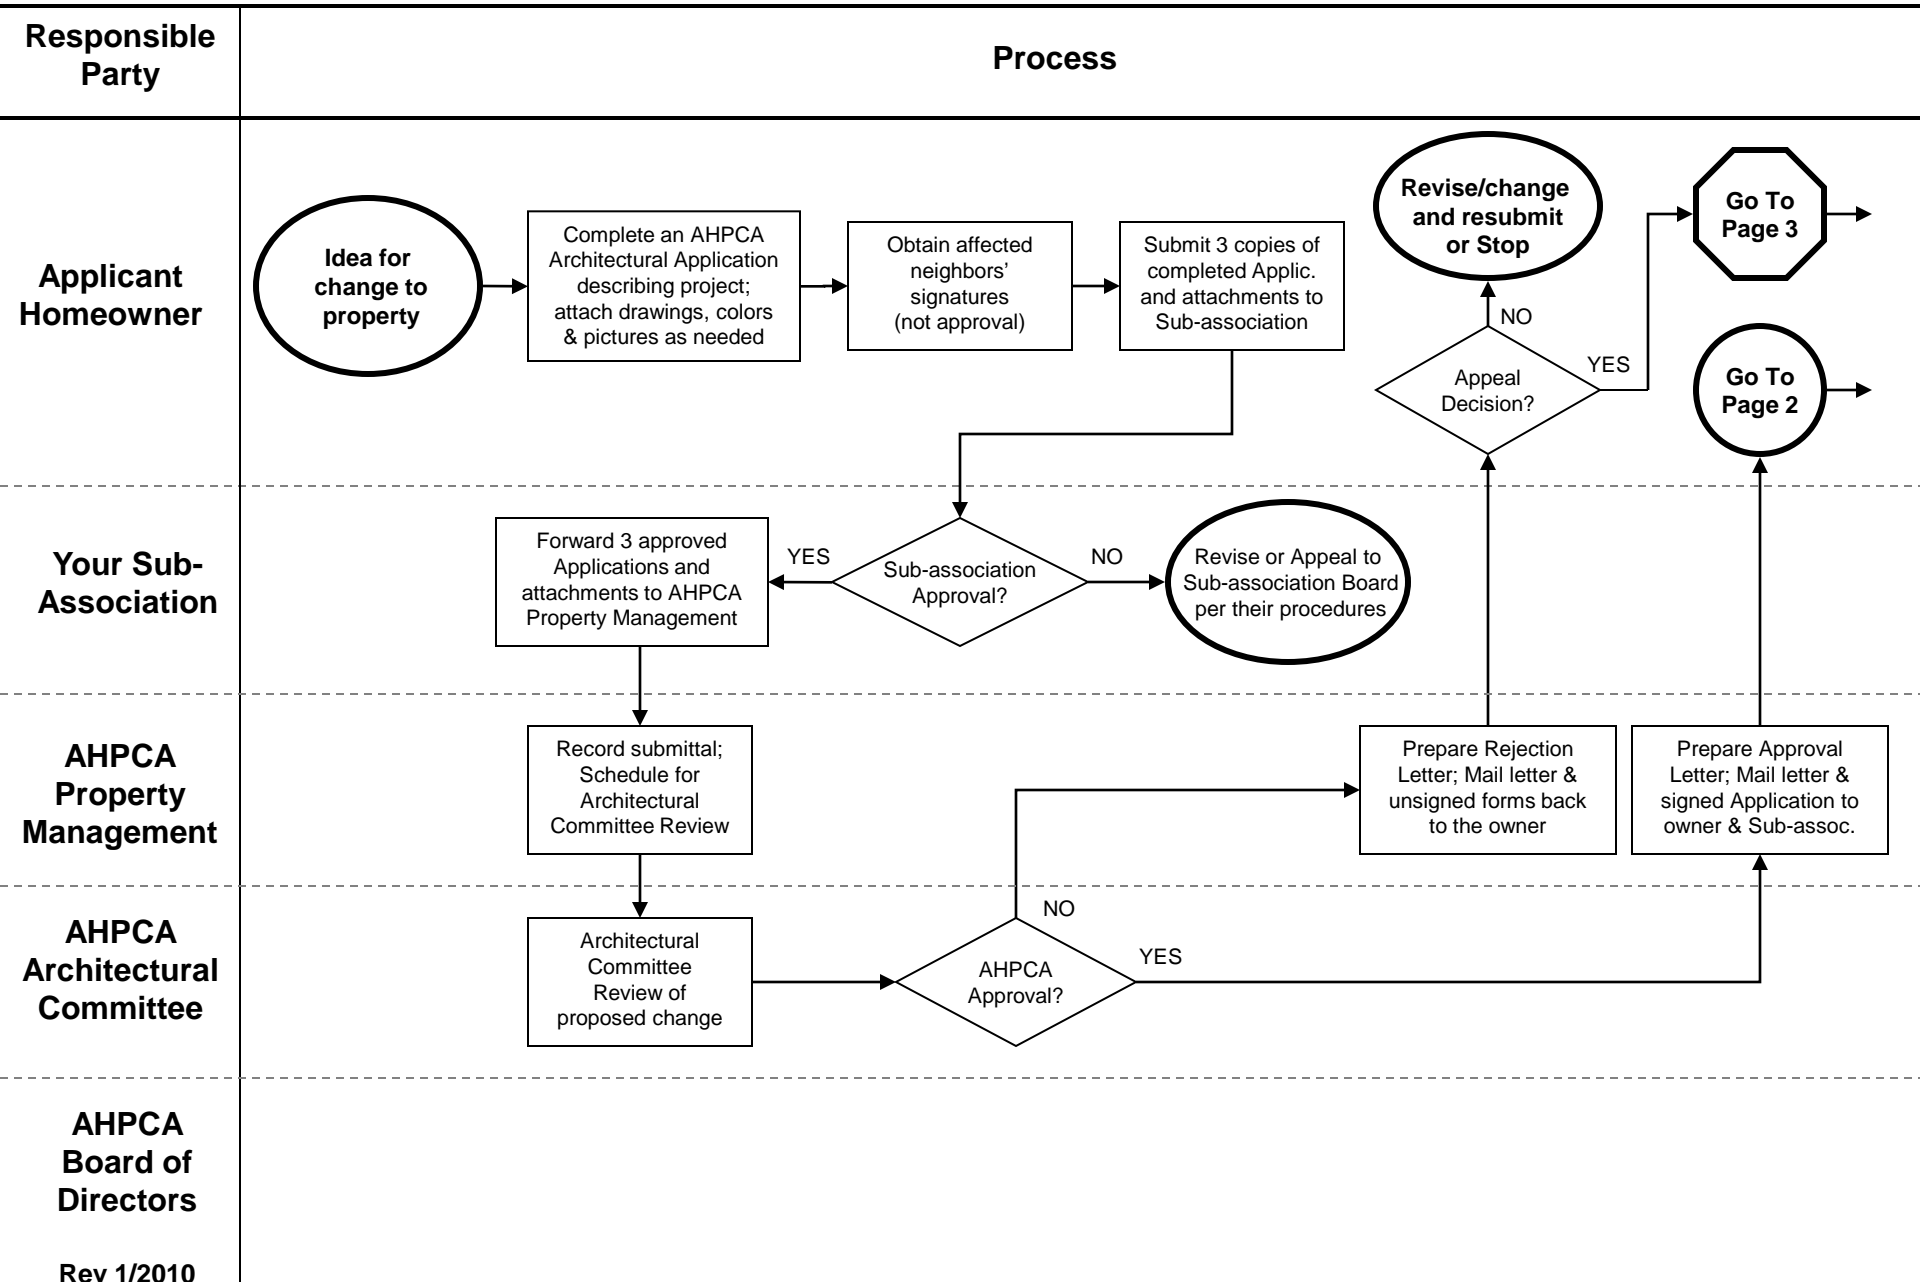 Responsible
Party
Process
Applicant
Homeowner
Idea for
change to
property
Complete an AHPCA
Architectural Application
describing project;
attach drawings, colors
& pictures as needed
Obtain affected
neighbors’
signatures
(not approval)
Submit 3 copies of
completed Applic.
and attachments to
Sub-association
Revise/change
and resubmit
or Stop
NO
Appeal
Decision?
YES
Go To
Page 3
Go To
Page 2
Your Sub-
Association
Forward 3 approved
Applications and
attachments to AHPCA
Property Management
YES
Sub-association
Approval?
NO
Revise or Appeal to
Sub-association Board
per their procedures
AHPCA
Property
Management
Record submittal;
Schedule for
Architectural
Committee Review
Prepare Rejection
Letter; Mail letter &
unsigned forms back
to the owner
Prepare Approval
Letter; Mail letter &
signed Application to
owner & Sub-assoc.
AHPCA
Architectural
Committee
Architectural
Committee
Review of
proposed change
NO
AHPCA
Approval?
YES
AHPCA
Board of
Directors
Rev 1/2010